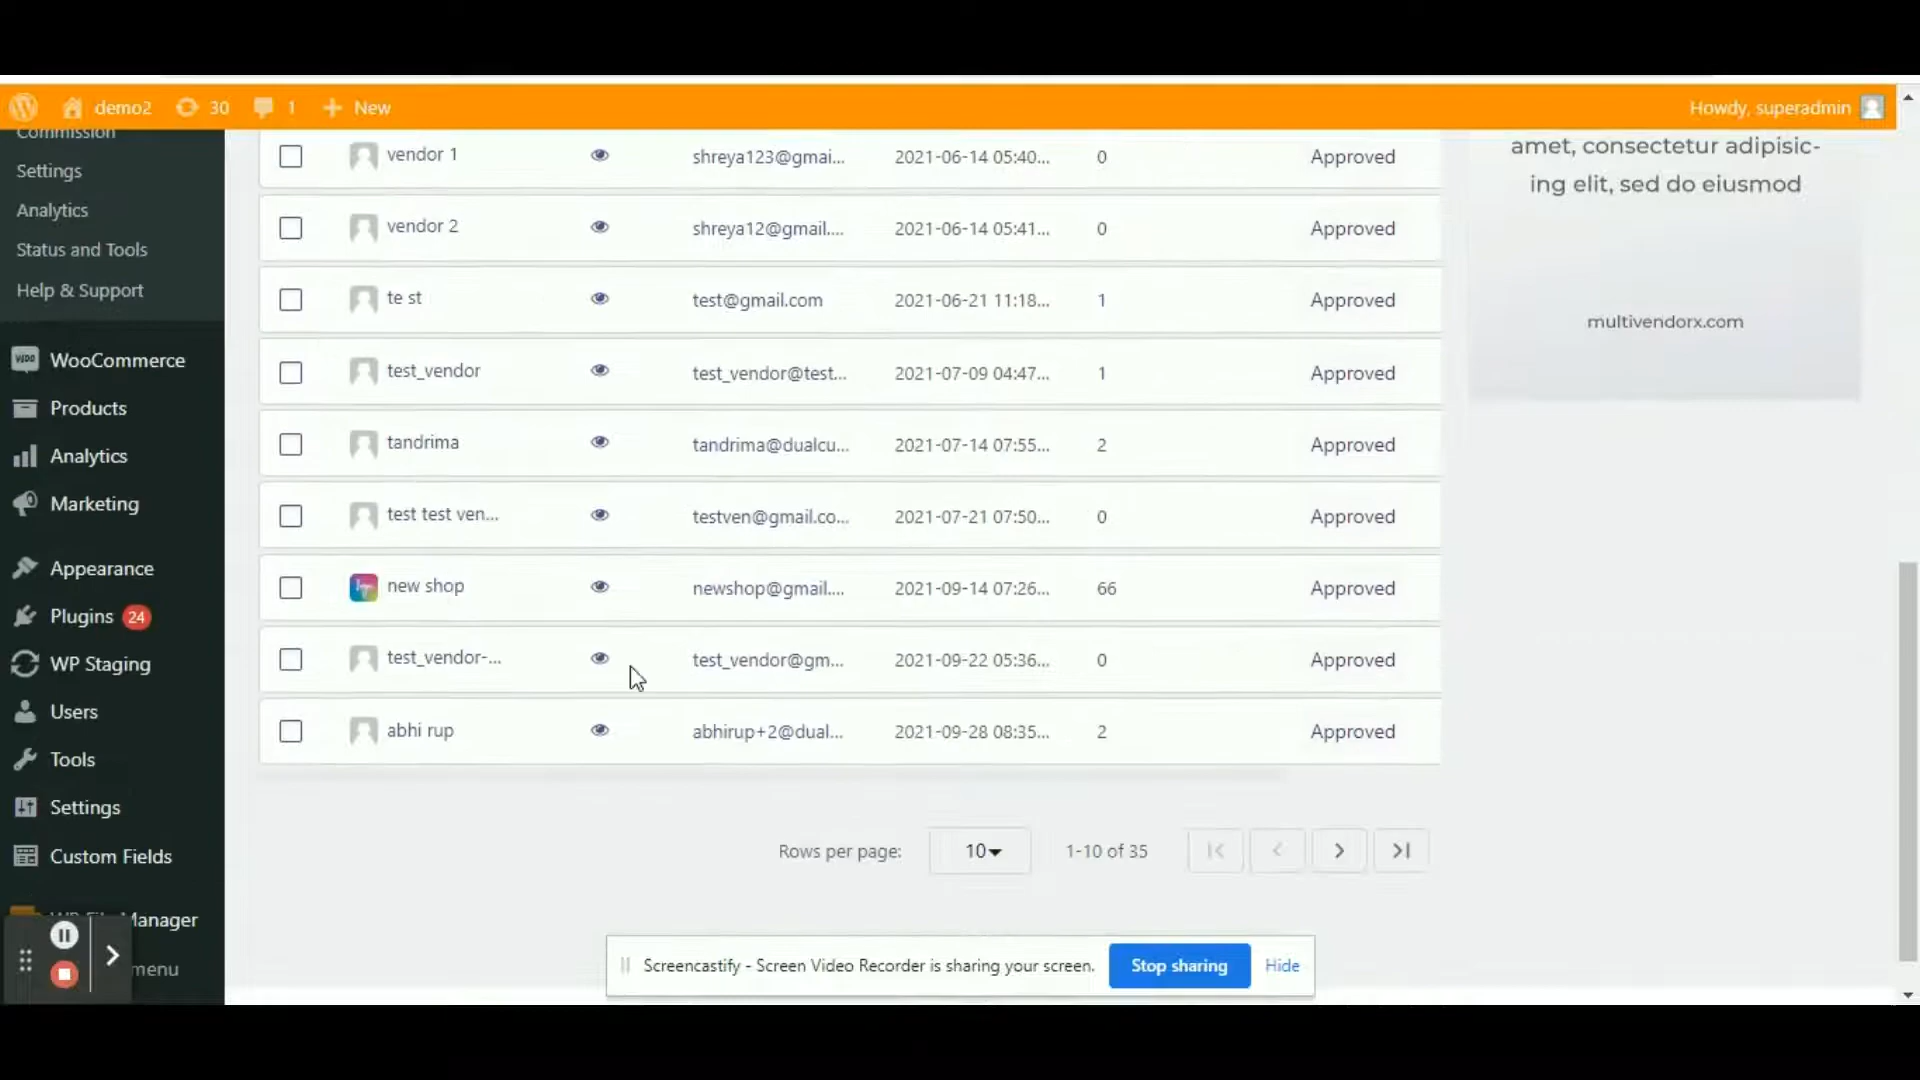 demo2 30 1 New Howdy, superadmin
Commission
Settings
Analytics
Status and Tools
Help & Support
WooCommerce
Products
Analytics
Marketing
Appearance
Plugins 24
WP Staging
Users
Tools
Settings
Custom Fields
Manager
menu
vendor 1 shreya123@gmai... 2021-06-14 05:40... 0 Approved
vendor 2 shreya12@gmail.... 2021-06-14 05:41... 0 Approved
te st test@gmail.com 2021-06-21 11:18... 1 Approved
test_vendor test_vendor@test... 2021-07-09 04:47... 1 Approved
tandrima tandrima@dualcu... 2021-07-14 07:55... 2 Approved
test test ven... testven@gmail.co... 2021-07-21 07:50... 0 Approved
new shop newshop@gmail.... 2021-09-14 07:26... 66 Approved
test_vendor-... test_vendor@gm... 2021-09-22 05:36... 0 Approved
abhi rup abhirup+2@dual... 2021-09-28 08:35... 2 Approved
Rows per page: 10 1-10 of 35
amet, consectetur adipisic-
ing elit, sed do eiusmod
multivendorx.com
Screencastify - Screen Video Recorder is sharing your screen. Stop sharing Hide